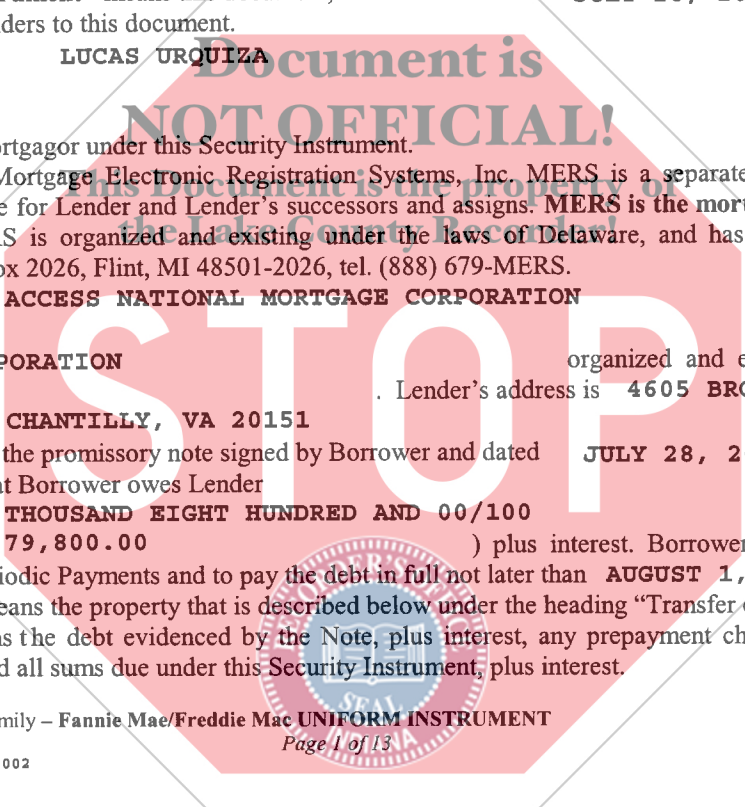 ders to this document.
LUCAS URQUIZA
Document is
NOT OFFICIAL!
ortgagor under this Security Instrument.
Mortgage Electronic Registration Systems, Inc. MERS is a separate
This Document is the property of
e for Lender and Lender's successors and assigns. MERS is the mort
the Lake County Recorder!
RS is organized and existing under the laws of Delaware, and has
ox 2026, Flint, MI 48501-2026, tel. (888) 679-MERS.
ACCESS NATIONAL MORTGAGE CORPORATION
STOP
PORATION organized and e
. Lender's address is 4605 BRO
CHANTILLY, VA 20151
the promissory note signed by Borrower and dated JULY 28, 2
at Borrower owes Lender
THOUSAND EIGHT HUNDRED AND 00/100
79,800.00 ) plus interest. Borrower
iodic Payments and to pay the debt in full not later than AUGUST 1,
eans the property that is described below under the heading “Transfer o
as the debt evidenced by the Note, plus interest, any prepayment ch
d all sums due under this Security Instrument, plus interest.
RECORDER'S OFFICE
SEAL
INDIANA
mily – Fannie Mae/Freddie Mac UNIFORM INSTRUMENT
Page 1 of 13
002